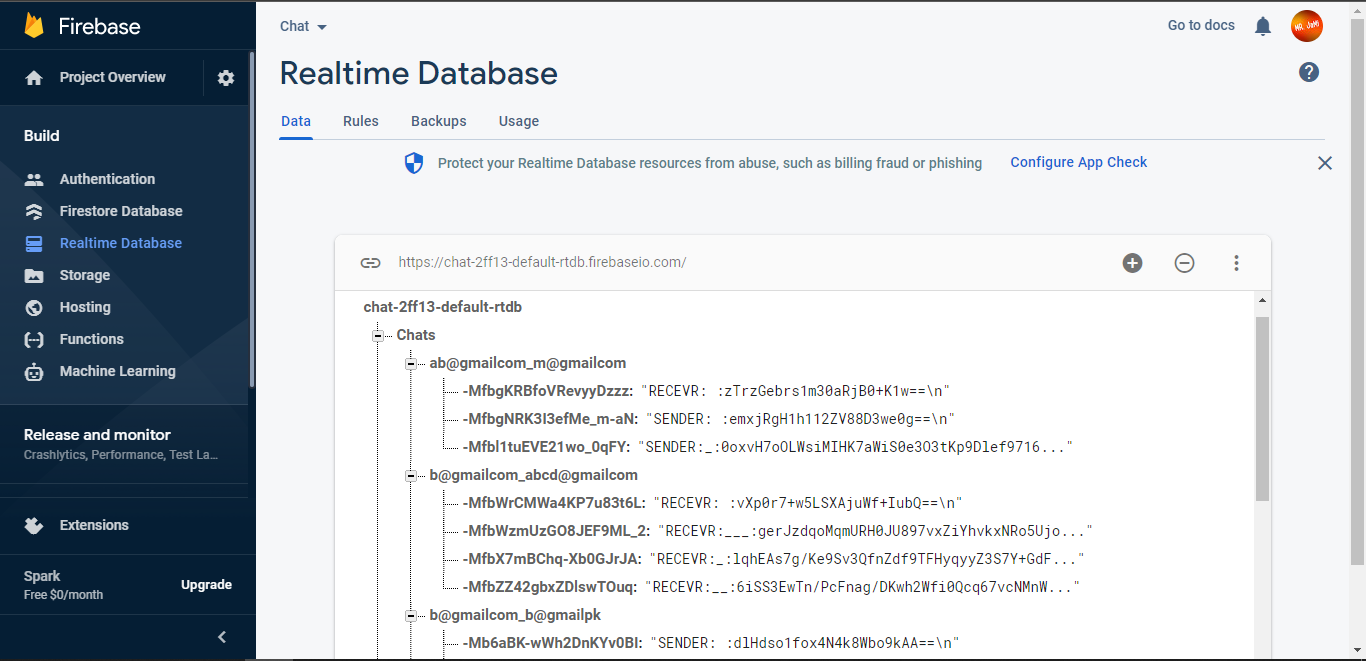 Firebase
Project Overview
Build
Authentication
Firestore Database
Realtime Database
Storage
Hosting
Functions
Machine Learning
Release and monitor
Crashlytics, Performance, Test La...
Extensions
Spark
Free $0/month
Upgrade
Chat
Go to docs
Realtime Database
Data Rules Backups Usage
Protect your Realtime Database resources from abuse, such as billing fraud or phishing Configure App Check
https://chat-2ff13-default-rtdb.firebaseio.com/
chat-2ff13-default-rtdb
Chats
ab@gmailcom_m@gmailcom
-MfbgKRBfoVRevyyDzzz: "RECEVR: :zTrzGebrs1m30aRjB0+K1w==\n"
-MfbgNRK3I3efMe_m-aN: "SENDER: :emxjRgH1h112ZV88D3we0g==\n"
-Mfbl1tuEVE21wo_0qFY: "SENDER:_:0oxvH7oOLWsiMIHK7aWiS0e3O3tKp9Dlef9716..."
b@gmailcom_abcd@gmailcom
-MfbWrCMWa4KP7u83t6L: "RECEVR: :vXp0r7+w5LSXAjuWf+IubQ==\n"
-MfbWzmUzGO8JEF9ML_2: "RECEVR:___:gerJzdqoMqmURH0JU897vxZiYhvkxNRo5Ujo..."
-MfbX7mBChq-Xb0GJrJA: "RECEVR:_:lqhEAs7g/Ke9Sv3QfnZdf9TFHyqyyZ3S7Y+GdF..."
-MfbZZ42gbxZDlswTOuq: "RECEVR:__:6iSS3EwTn/PcFnag/DKwh2Wfi0Qcq67vcNMnW..."
b@gmailcom_b@gmailpk
-Mb6aBK-wWh2DnKYv0BI: "SENDER: :dlHdso1fox4N4k8Wbo9kAA==\n"